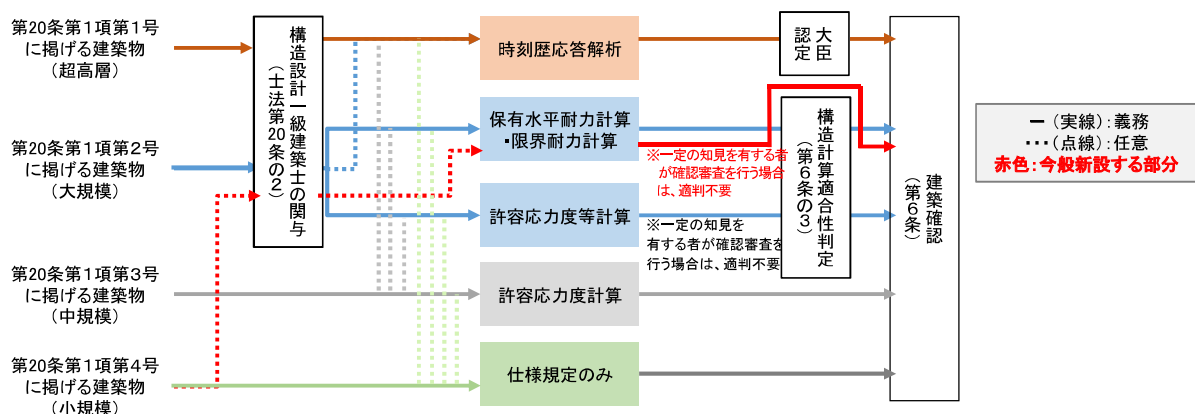 第20条第1項第1号
に掲げる建築物
(超高層)
第20条第1項第2号
に掲げる建築物
(大規模)
第20条第1項第3号
に掲げる建築物
(中規模)
第20条第1項第4号
に掲げる建築物
(小規模)
構造設計一級建築士の関与
(士法第20条の2)
時刻歴応答解析
保有水平耐力計算
・限界耐力計算
許容応力度等計算
許容応力度計算
仕様規定のみ
※一定の知見を有する者
が確認審査を行う場合
は、適判不要
※一定の知見を
有する者が確認審査を
行う場合は、適判不要
大臣
認定
構造計算適合性判定
(第6条の3)
建築確認
(第6条)
ー (実線):義務
・・・ (点線):任意
赤色:今般新設する部分